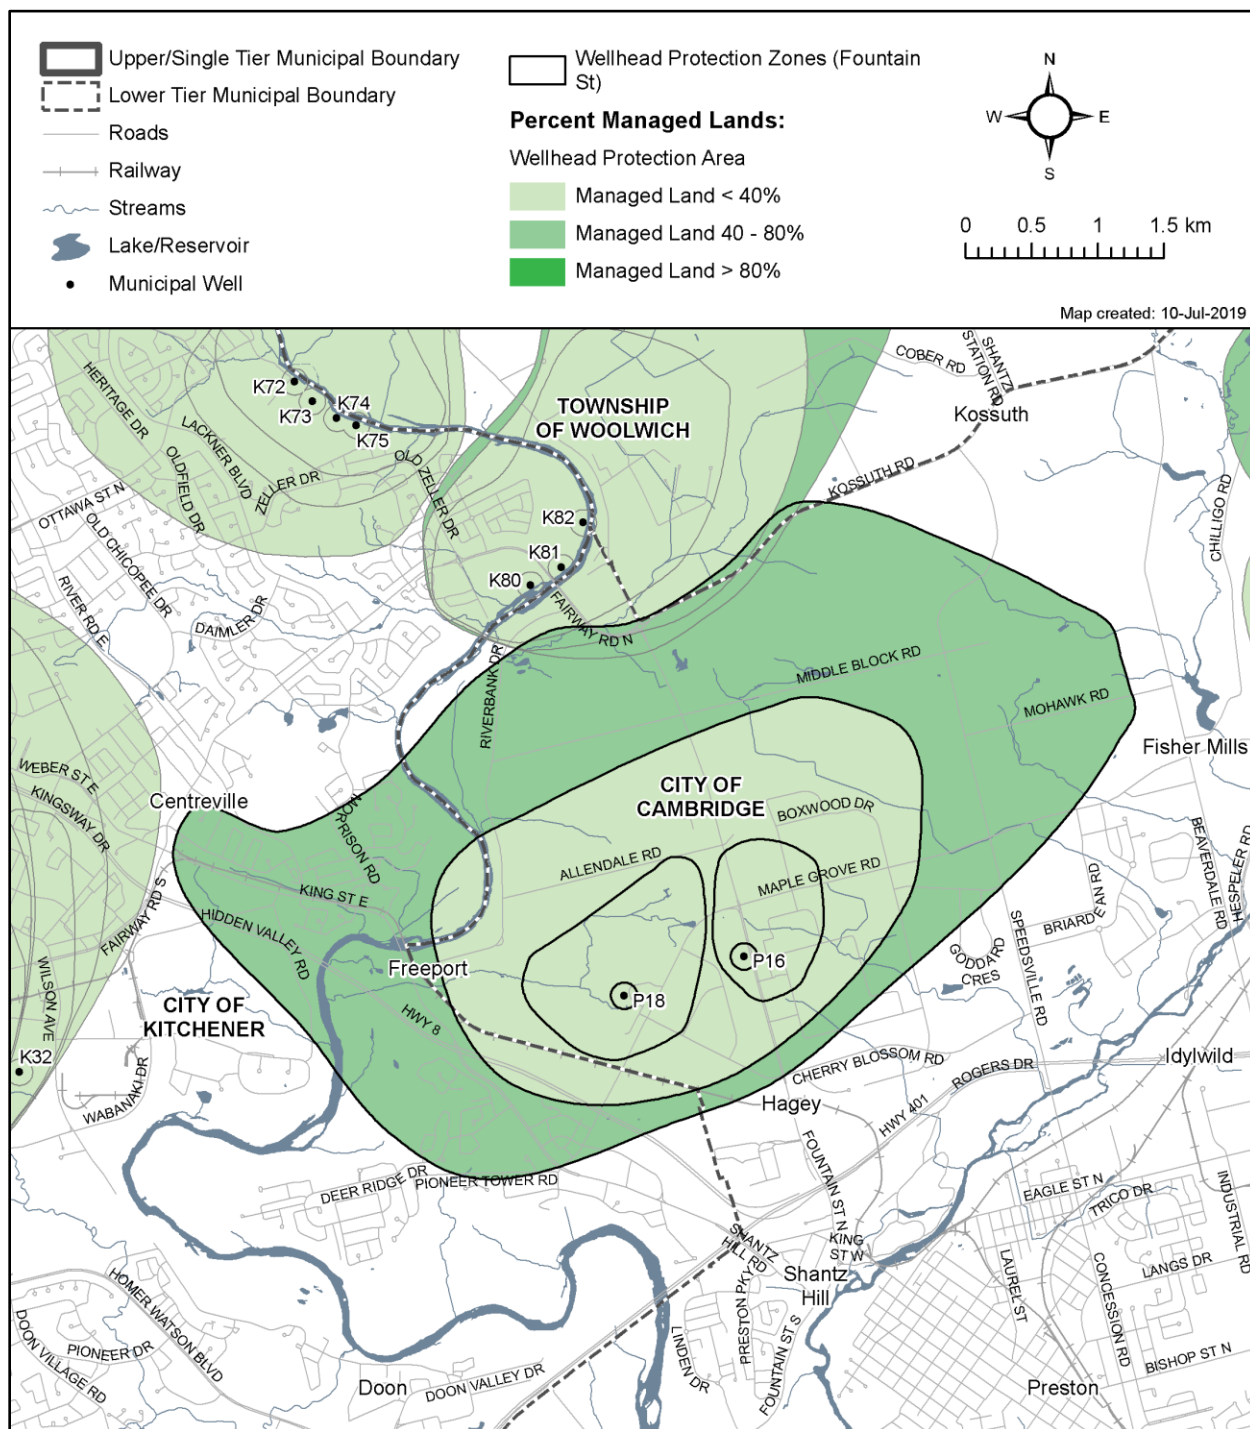 Upper/Single Tier Municipal Boundary
Lower Tier Municipal Boundary
Roads
Railway
Streams
Lake/Reservoir
Municipal Well
Wellhead Protection Zones (Fountain
St)
Percent Managed Lands:
Wellhead Protection Area
Managed Land < 40%
Managed Land 40 - 80%
Managed Land > 80%
N
W
E
S
0 0.5 1 1.5 km
Map created: 10-Jul-2019
COBER RD
SHANTZ
STATION RD
Kossuth
HERITAGE DR
K72
K73
K74
K75
TOWNSHIP
OF WOOLWICH
LACKNER BLVD
OLDFIELD DR
ZELLER DR
OLD ZELLER DR
KOSSUTH RD
CHILLIGO RD
OTTAWA ST N
OLD CHICOPEE DR
K82
K81
K80
RIVER RD E
DAIMLER DR
FAIRWAY RD N
RIVERBANK DR
MIDDLE BLOCK RD
MOHAWK RD
Fisher Mills
WEBER ST E
KINGSWAY DR
Centreville
MORRISON RD
CITY OF
CAMBRIDGE
BOXWOOD DR
ALLENDALE RD
MAPLE GROVE RD
BEAVERDALE RD
HESPELER RD
KING ST E
FAIRWAY RD S
HIDDEN VALLEY RD
BRIARDEAN RD
SPEEDSVILLE RD
GODDARD
CRES
WILSON AVE
Freeport
P16
P18
CITY OF
KITCHENER
HWY 8
K32
WABANAKI DR
CHERRY BLOSSOM RD
ROGERS DR
Idylwild
Hagey
HWY 401
FOUNTAIN ST N
DEER RIDGE DR
PIONEER TOWER RD
EAGLE ST N
TRICO DR
INDUSTRIAL RD
SHANTZ
HILL RD
KING
ST W
Shantz
Hill
LAUREL ST
CONCESSION RD
LANGS DR
HOMER WATSON BLVD
PRESTON PKY
LINDEN DR
FOUNTAIN ST S
DOON VILLAGE RD
PIONEER DR
Doon
DOON VALLEY DR
BISHOP ST N
Preston